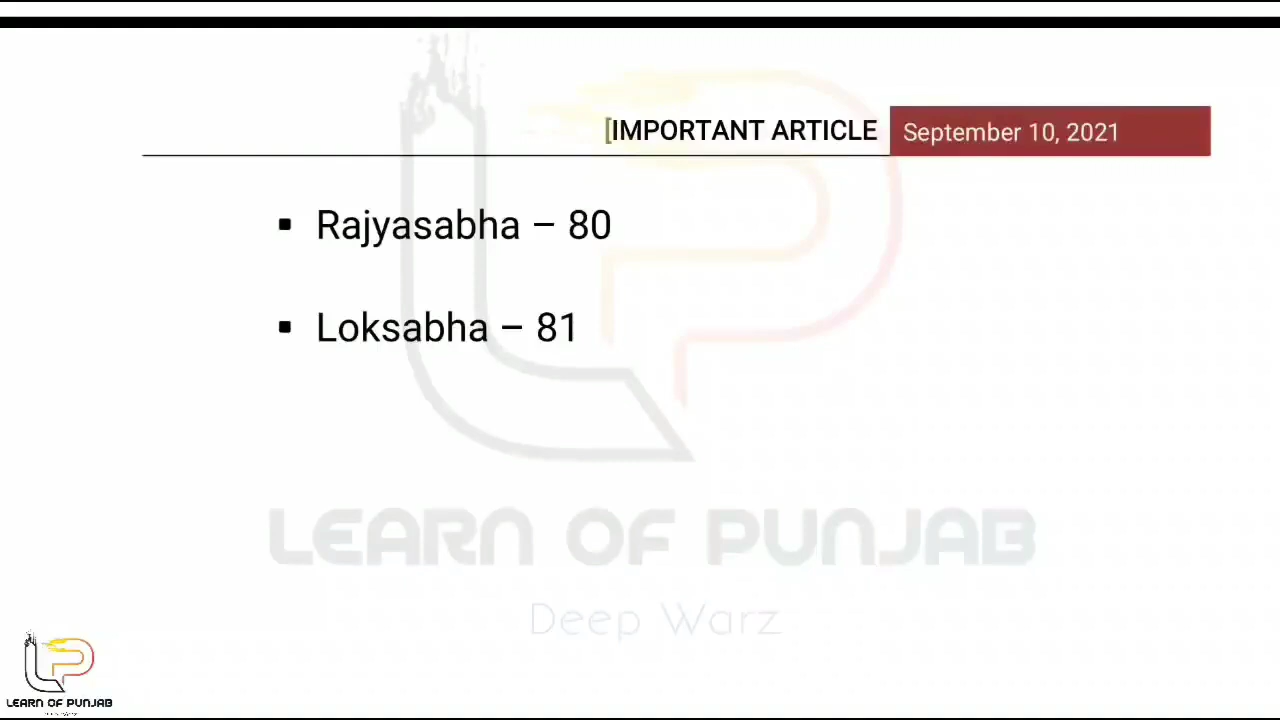 [IMPORTANT ARTICLE September 10, 2021
▪ Rajyasabha – 80
▪ Loksabha – 81
LEARN OF PUNJAB
Deep Warz
LEARN OF PUNJAB